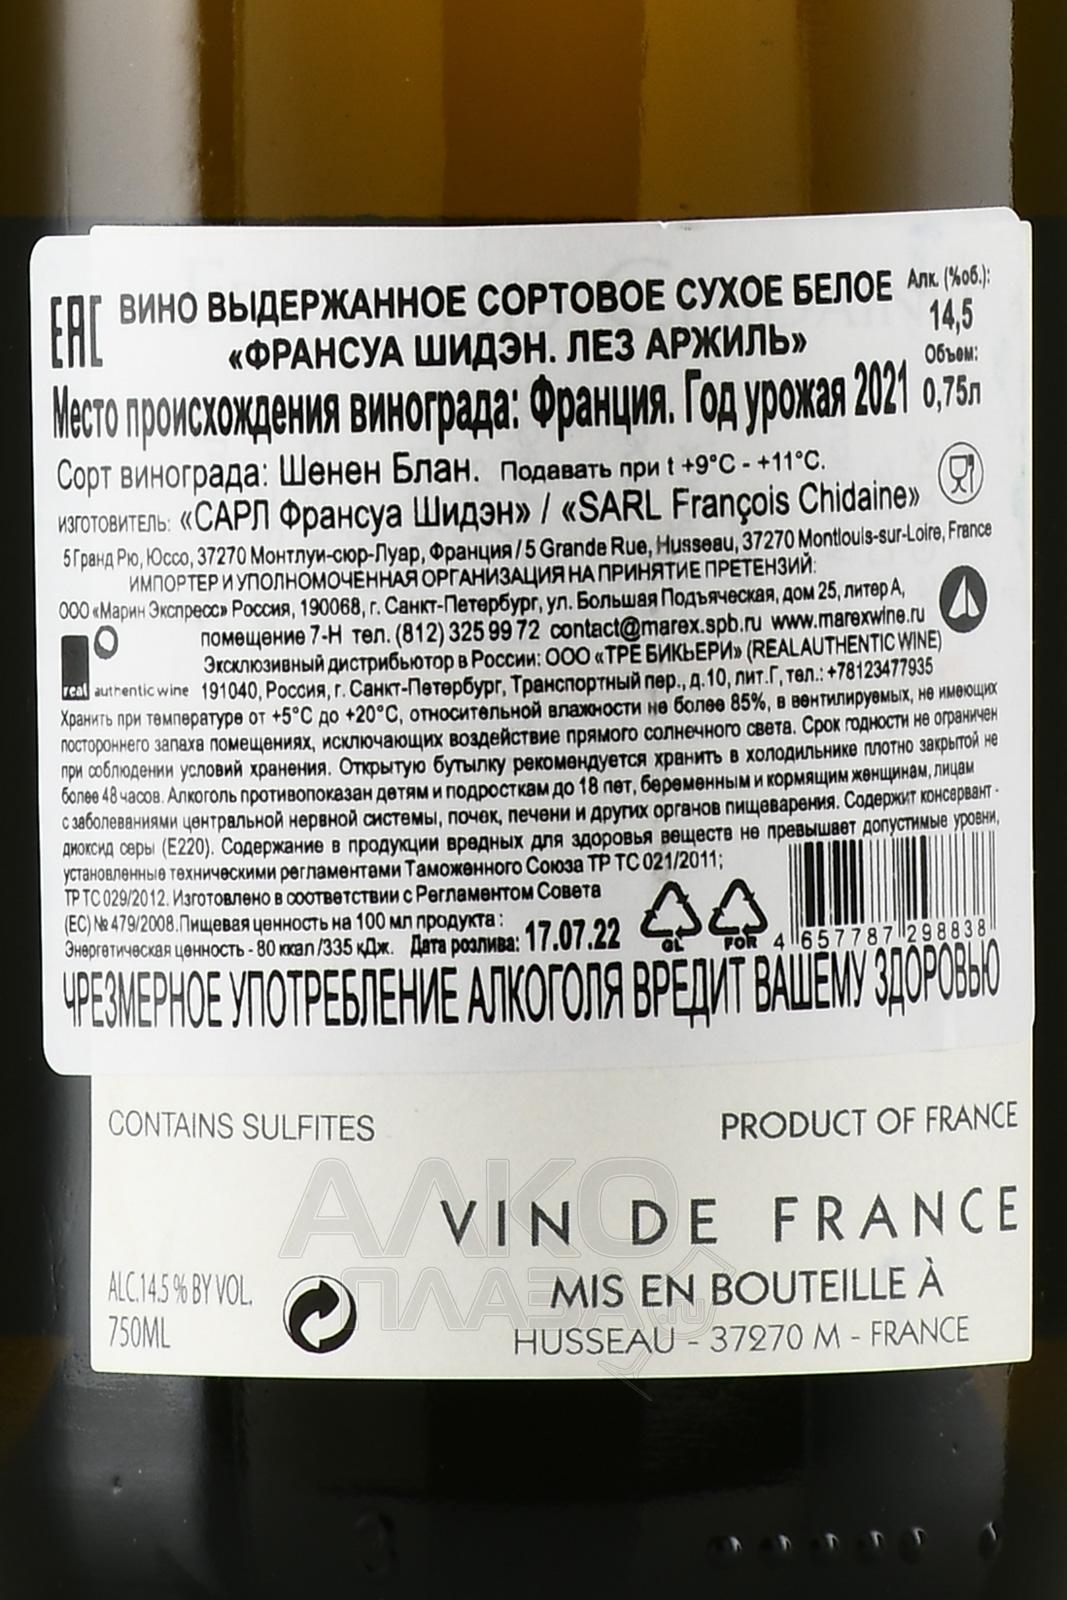 EAC ВИНО ВЫДЕРЖАННОЕ СОРТОВОЕ СУХОЕ БЕЛОЕ
«ФРАНСУА ШИДЭН. ЛЕЗ АРЖИЛЬ»
Алк. (%об.):
14,5
Объем:
0,75л
Место происхождения винограда: Франция. Год урожая 2021
Сорт винограда: Шенен Блан. Подавать при t +9°C - +11°C.
ИЗГОТОВИТЕЛЬ: «САРЛ Франсуа Шидэн» / «SARL François Chidaine»
5 Гранд Рю, Юссо, 37270 Монтлуи-сюр-Луар, Франция / 5 Grande Rue, Husseau, 37270 Montlouis-sur-Loire, France
ИМПОРТЕР И УПОЛНОМОЧЕННАЯ ОРГАНИЗАЦИЯ НА ПРИНЯТИЕ ПРЕТЕНЗИЙ:
ООО «Марин Экспресс» Россия, 190068, г. Санкт-Петербург, ул. Большая Подъяческая, дом 25, литер А,
помещение 7-Н тел. (812) 325 99 72 contact@marex.spb.ru www.marexwine.ru
Эксклюзивный дистрибьютор в России: ООО «ТРЕ БИКЬЕРИ» (REAL AUTHENTIC WINE)
real authentic wine 191040, Россия, г. Санкт-Петербург, Транспортный пер., д.10, лит.Г, тел.: +78123477935
Хранить при температуре от +5°C до +20°C, относительной влажности не более 85%, в вентилируемых, не имеющих
постороннего запаха помещениях, исключающих воздействие прямого солнечного света. Срок годности не ограничен
при соблюдении условий хранения. Открытую бутылку рекомендуется хранить в холодильнике плотно закрытой не
более 48 часов. Алкоголь противопоказан детям и подросткам до 18 лет, беременным и кормящим женщинам, лицам
с заболеваниями центральной нервной системы, почек, печени и других органов пищеварения. Содержит консервант -
диоксид серы (Е220). Содержание в продукции вредных для здоровья веществ не превышает допустимые уровни,
установленные техническими регламентами Таможенного Союза ТР ТС 021/2011;
ТР ТС 029/2012. Изготовлено в соответствии с Регламентом Совета
(ЕС) № 479/2008. Пищевая ценность на 100 мл продукта :
Энергетическая ценность - 80 ккал /335 кДж. Дата розлива: 17.07.22
GL FOR
4 657787 298838
ЧРЕЗМЕРНОЕ УПОТРЕБЛЕНИЕ АЛКОГОЛЯ ВРЕДИТ ВАШЕМУ ЗДОРОВЬЮ
CONTAINS SULFITES PRODUCT OF FRANCE
АЛКО
ПЛАЗА.ru
VIN DE FRANCE
ALC.14.5 % BY VOL. MIS EN BOUTEILLE À
750ML HUSSEAU - 37270 M - FRANCE